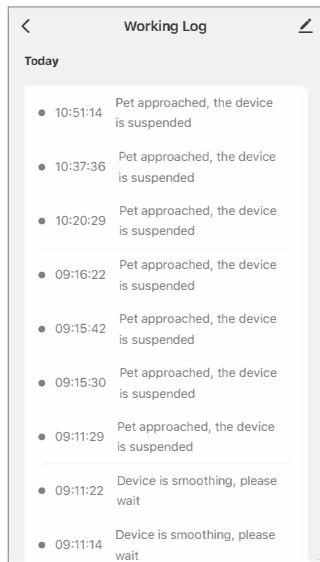 Working Log
Today
10:51:14 Pet approached, the device
is suspended
10:37:36 Pet approached, the device
is suspended
10:20:29 Pet approached, the device
is suspended
09:16:22 Pet approached, the device
is suspended
09:15:42 Pet approached, the device
is suspended
09:15:30 Pet approached, the device
is suspended
09:11:29 Pet approached, the device
is suspended
09:11:22 Device is smoothing, please
wait
09:11:14 Device is smoothing, please
wait